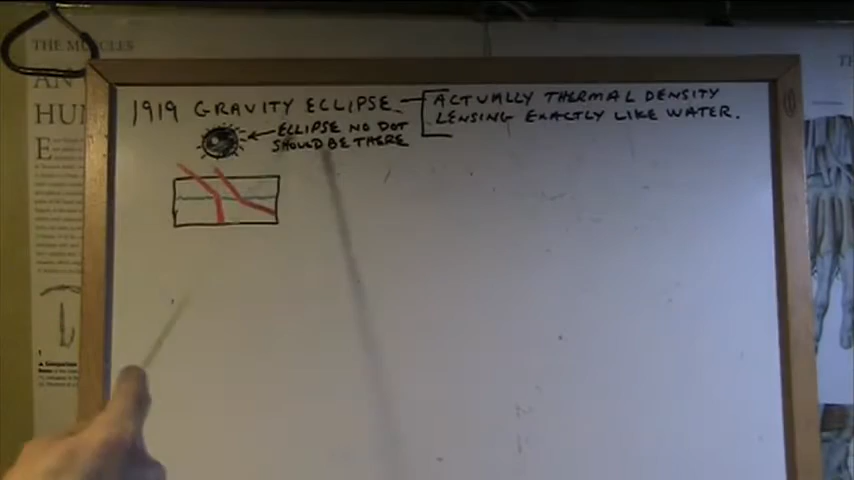 THE MUSCLES
AN
HUM
1919 GRAVITY ECLIPSE
ACTUALLY THERMAL DENSITY
LENSING EXACTLY LIKE WATER.
ECLIPSE NO DOT
SHOULD BE THERE